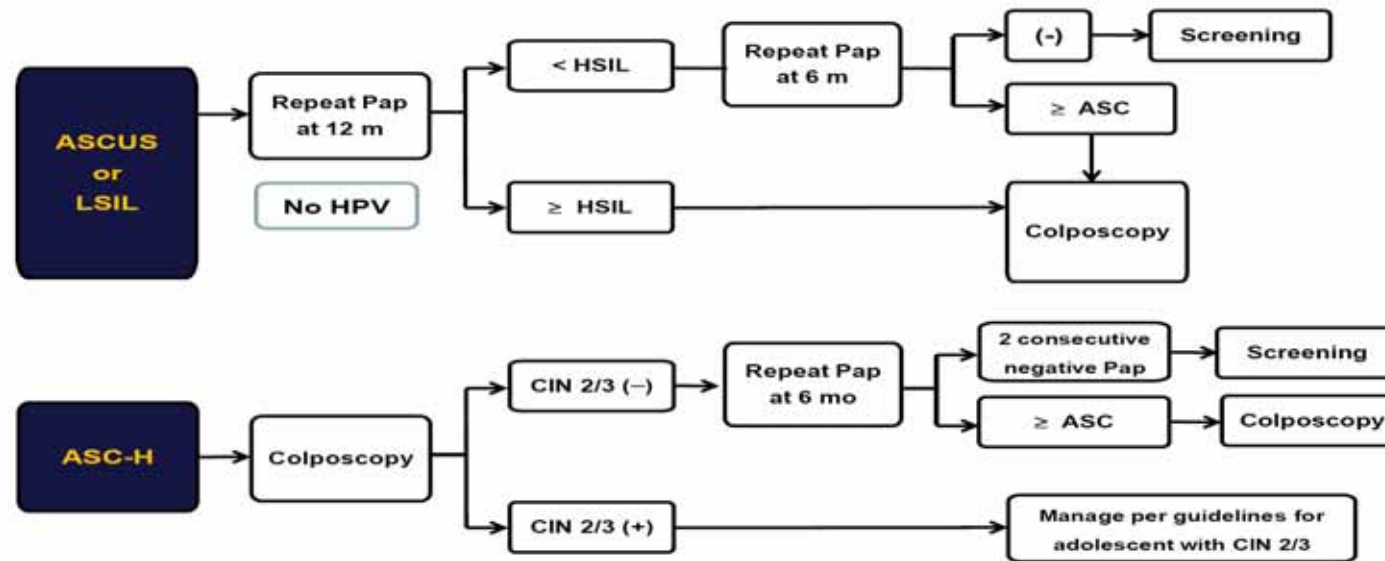 ASCUS
or
LSIL
Repeat Pap
at 12 m
No HPV
< HSIL
≥ HSIL
Repeat Pap
at 6 m
(-)
Screening
≥ ASC
Colposcopy
ASC-H
Colposcopy
CIN 2/3 (–)
CIN 2/3 (+)
Repeat Pap
at 6 mo
2 consecutive
negative Pap
Screening
≥ ASC
Colposcopy
Manage per guidelines for
adolescent with CIN 2/3